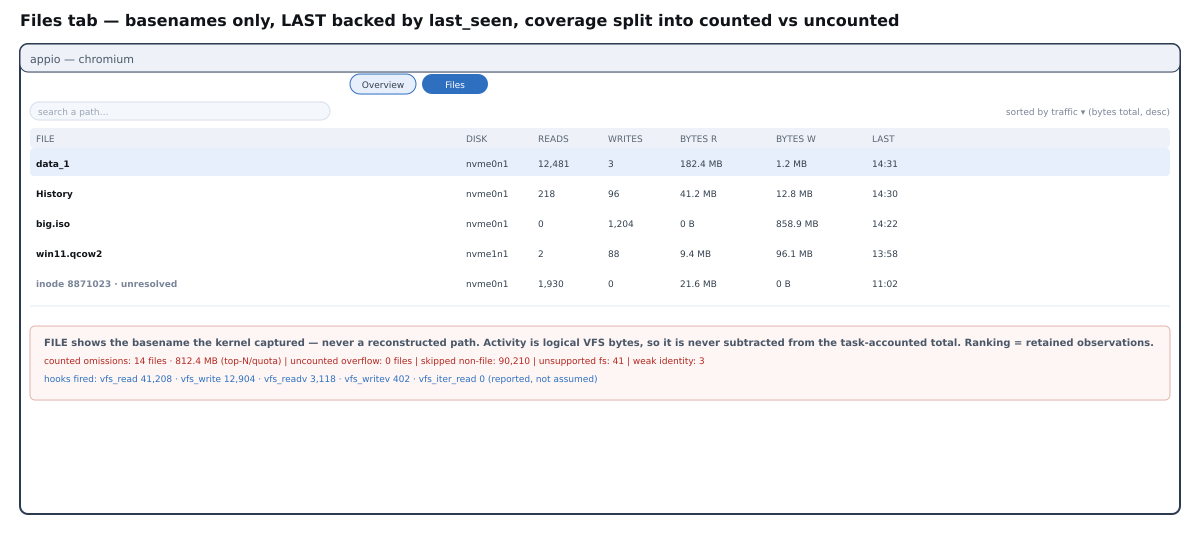 Files tab — basenames only, LAST backed by last_seen, coverage split into counted vs uncounted
appio — chromium
Overview Files
search a path... sorted by traffic ▾ (bytes total, desc)
FILE DISK READS WRITES BYTES R BYTES W LAST
data_1 nvme0n1 12,481 3 182.4 MB 1.2 MB 14:31
History nvme0n1 218 96 41.2 MB 12.8 MB 14:30
big.iso nvme0n1 0 1,204 0 B 858.9 MB 14:22
win11.qcow2 nvme1n1 2 88 9.4 MB 96.1 MB 13:58
inode 8871023 · unresolved nvme0n1 1,930 0 21.6 MB 0 B 11:02
FILE shows the basename the kernel captured — never a reconstructed path. Activity is logical VFS bytes, so it is never subtracted from the task-accounted total. Ranking = retained observations.
counted omissions: 14 files · 812.4 MB (top-N/quota) | uncounted overflow: 0 files | skipped non-file: 90,210 | unsupported fs: 41 | weak identity: 3
hooks fired: vfs_read 41,208 · vfs_write 12,904 · vfs_readv 3,118 · vfs_writev 402 · vfs_iter_read 0 (reported, not assumed)